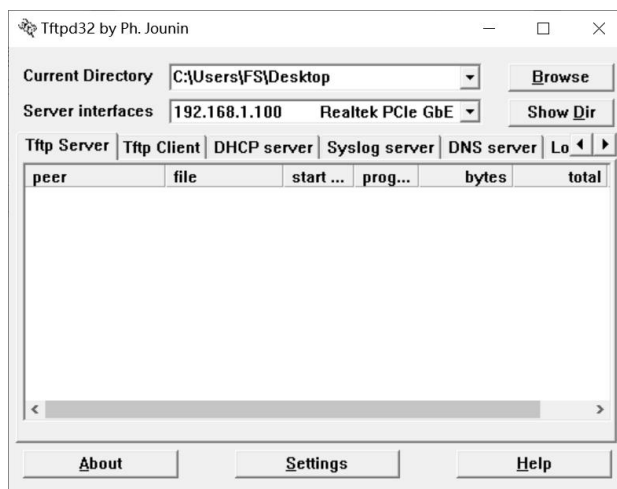 Tftpd32 by Ph. Jounin
Current Directory C:\Users\FS\Desktop Browse
Server interfaces 192.168.1.100 Realtek PCIe GbE Show Dir
Tftp Server Tftp Client DHCP server Syslog server DNS server Lo
peer file start ... prog... bytes total
About Settings Help